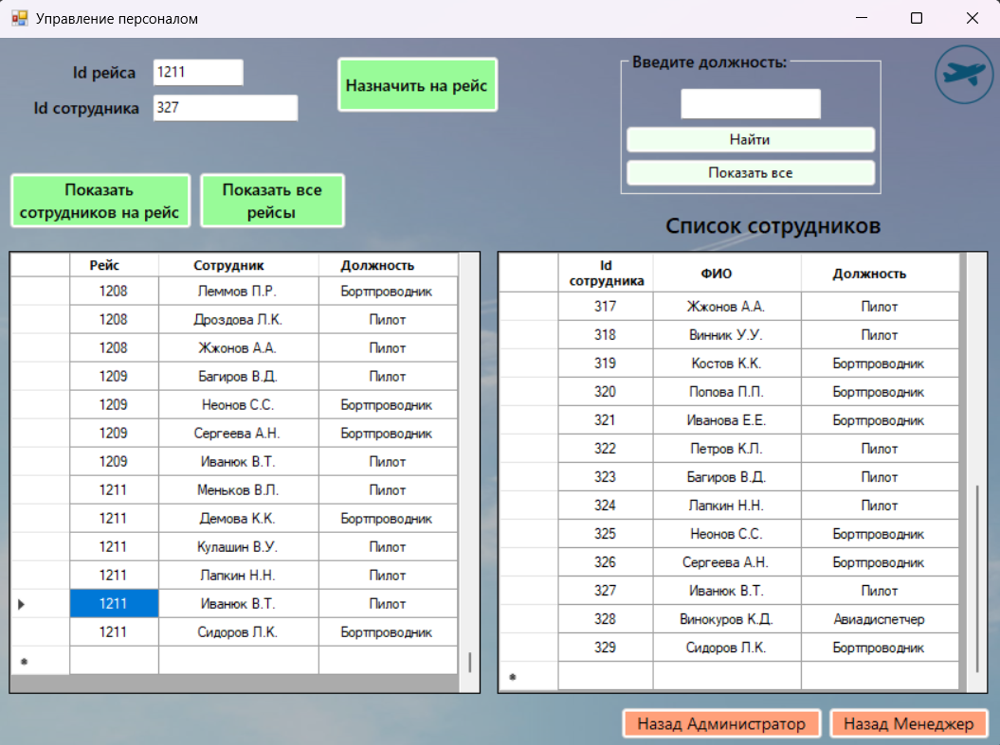 Управление персоналом
Id рейса 1211
Id сотрудника 327
Назначить на рейс
Введите должность:
Найти
Показать все
Показать
сотрудников на рейс
Показать все
рейсы
Список сотрудников
Рейс Сотрудник Должность
1208 Леммов П.Р. Бортпроводник
1208 Дроздова Л.К. Пилот
1208 Жжонов А.А. Пилот
1209 Багиров В.Д. Пилот
1209 Неонов С.С. Бортпроводник
1209 Сергеева А.Н. Бортпроводник
1209 Иванюк В.Т. Пилот
1211 Меньков В.Л. Пилот
1211 Демова К.К. Бортпроводник
1211 Кулашин В.У. Пилот
1211 Лапкин Н.Н. Пилот
1211 Иванюк В.Т. Пилот
1211 Сидоров Л.К. Бортпроводник
Id
сотрудника ФИО Должность
317 Жжонов А.А. Пилот
318 Винник У.У. Пилот
319 Костов К.К. Бортпроводник
320 Попова П.П. Бортпроводник
321 Иванова Е.Е. Бортпроводник
322 Петров К.Л. Пилот
323 Багиров В.Д. Пилот
324 Лапкин Н.Н. Пилот
325 Неонов С.С. Бортпроводник
326 Сергеева А.Н. Бортпроводник
327 Иванюк В.Т. Пилот
328 Винокуров К.Д. Авиадиспетчер
329 Сидоров Л.К. Бортпроводник
Назад Администратор
Назад Менеджер